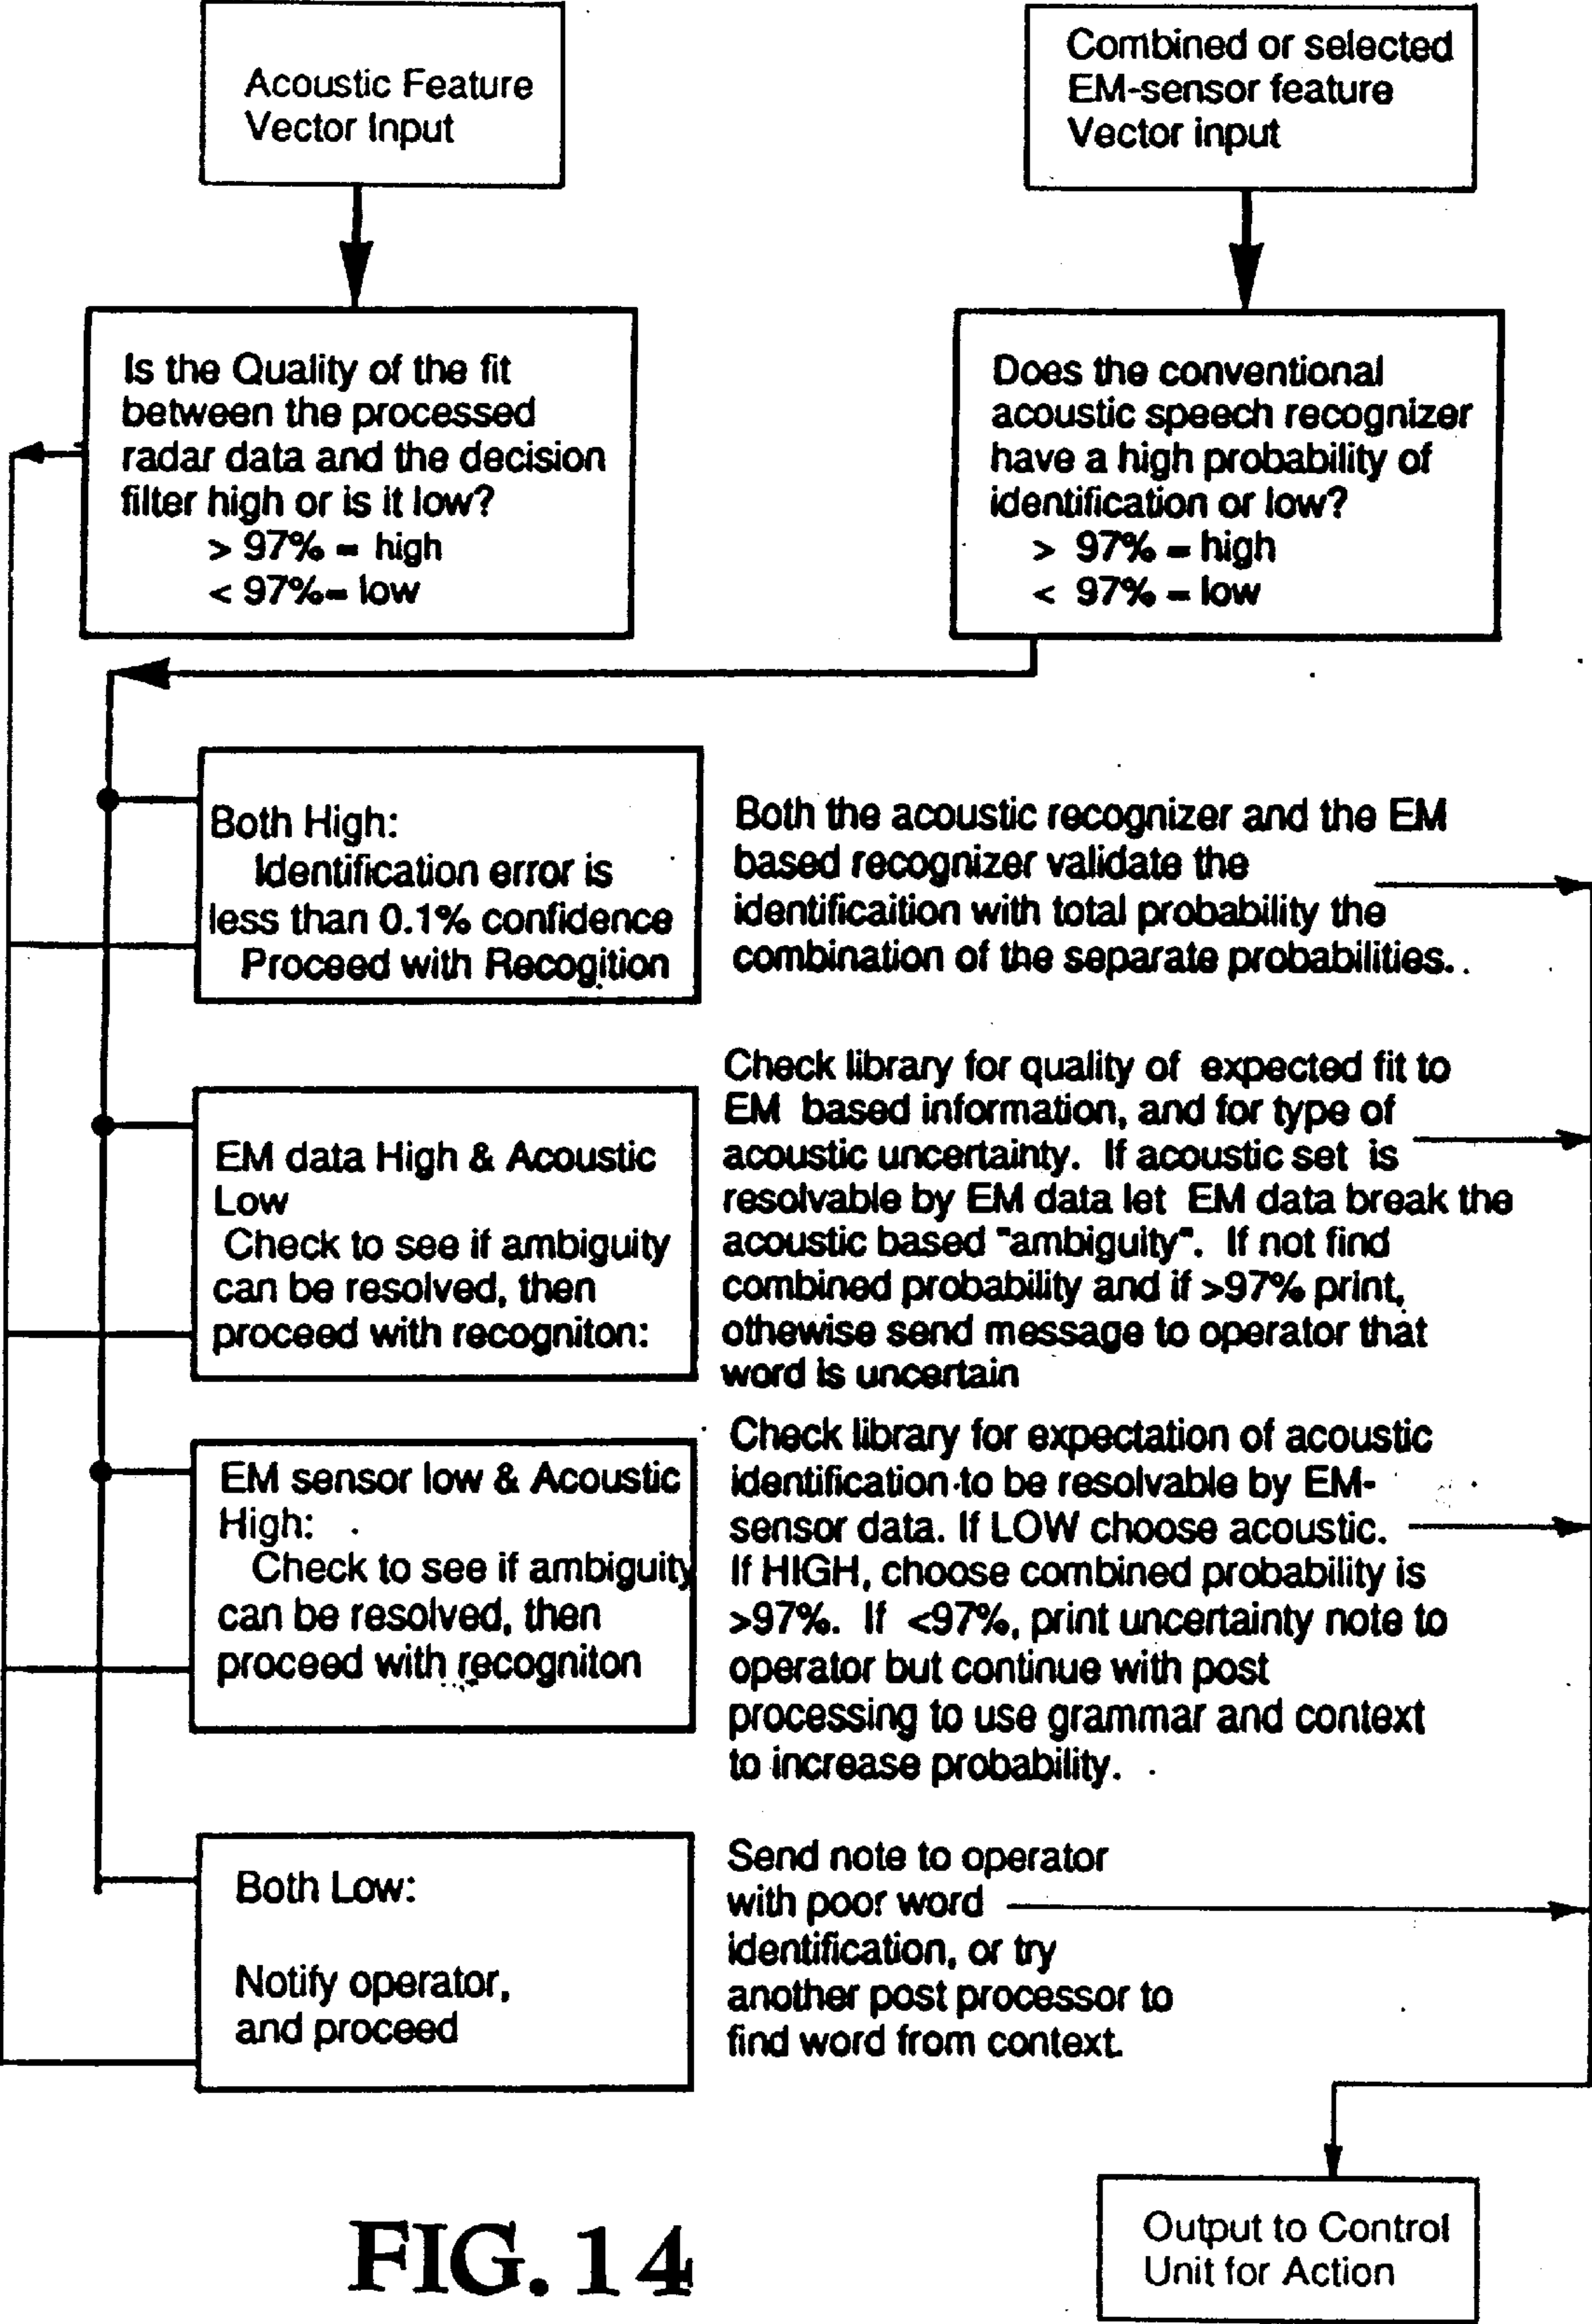 Acoustic Feature
Vector Input
Combined or selected
EM-sensor feature
Vector input
Is the Quality of the fit
between the processed
radar data and the decision
filter high or is it low?
> 97% = high
< 97%= low
Does the conventional
acoustic speech recognizer
have a high probability of
identification or low?
> 97% = high
< 97% = low
Both High:
Identification error is
less than 0.1% confidence
Proceed with Recogition
Both the acoustic recognizer and the EM
based recognizer validate the
identificaition with total probability the
combination of the separate probabilities..
EM data High & Acoustic
Low
Check to see if ambiguity
can be resolved, then
proceed with recogniton:
Check library for quality of expected fit to
EM based information, and for type of
acoustic uncertainty. If acoustic set is
resolvable by EM data let EM data break the
acoustic based "ambiguity". If not find
combined probability and if >97% print,
othewise send message to operator that
word is uncertain
EM sensor low & Acoustic
High:
Check to see if ambiguity
can be resolved, then
proceed with recogniton
Check library for expectation of acoustic
identification to be resolvable by EM-
sensor data. If LOW choose acoustic.
If HIGH, choose combined probability is
>97%. If <97%, print uncertainty note to
operator but continue with post
processing to use grammar and context
to increase probability.
Both Low:
Notify operator,
and proceed
Send note to operator
with poor word
identification, or try
another post processor to
find word from context.
Output to Control
Unit for Action
FIG. 14